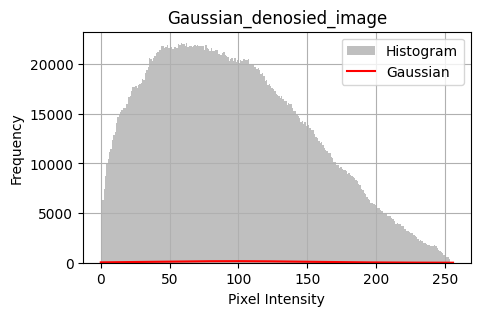 Gaussian_denosied_image
Histogram
Gaussian
Frequency
20000
15000
10000
5000
0
0 50 100 150 200 250
Pixel Intensity